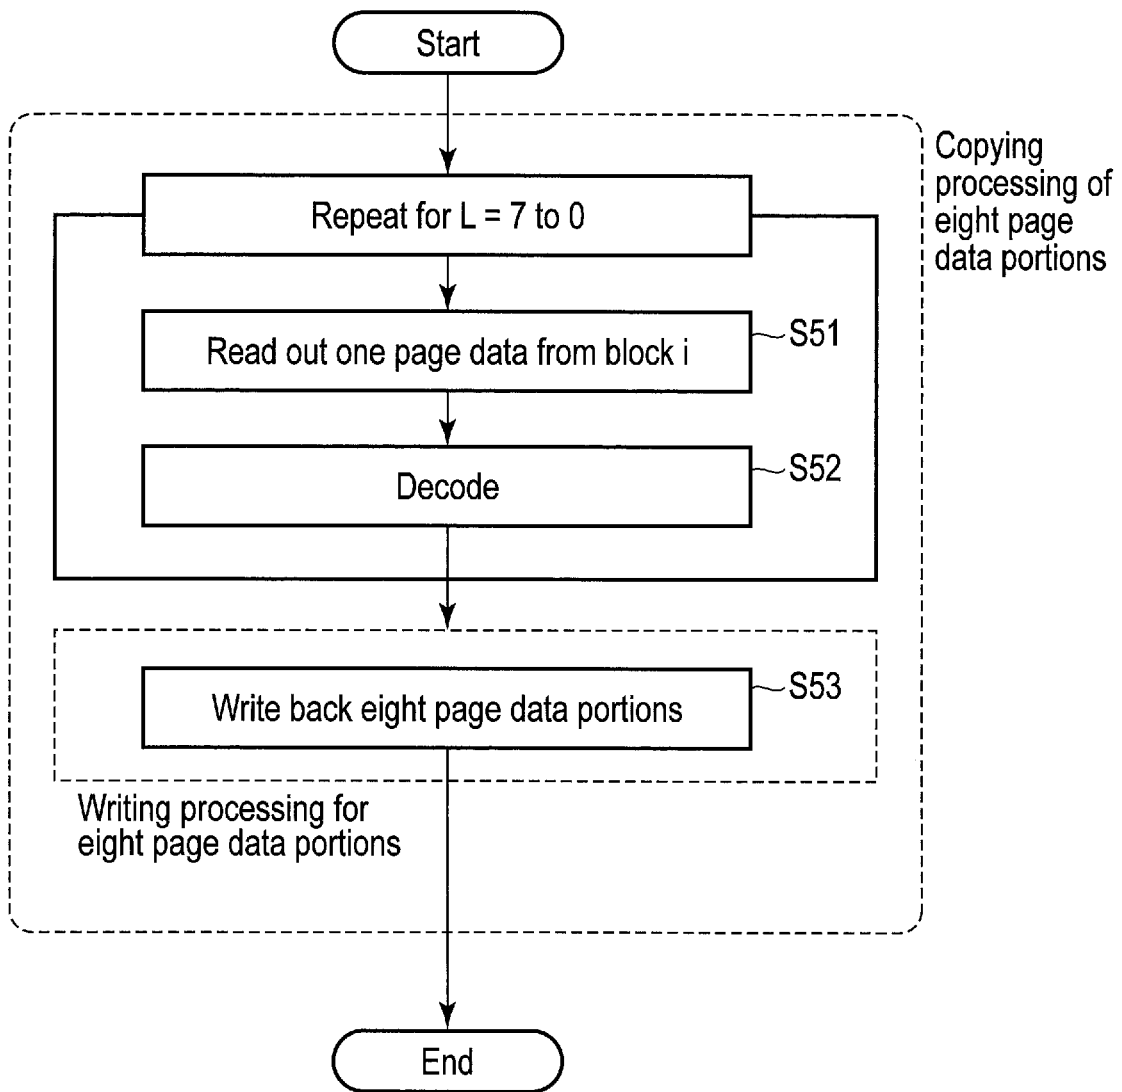 Start
Copying
processing of
eight page
data portions
Repeat for L = 7 to 0
Read out one page data from block i
S51
Decode
S52
Write back eight page data portions
S53
Writing processing for
eight page data portions
End